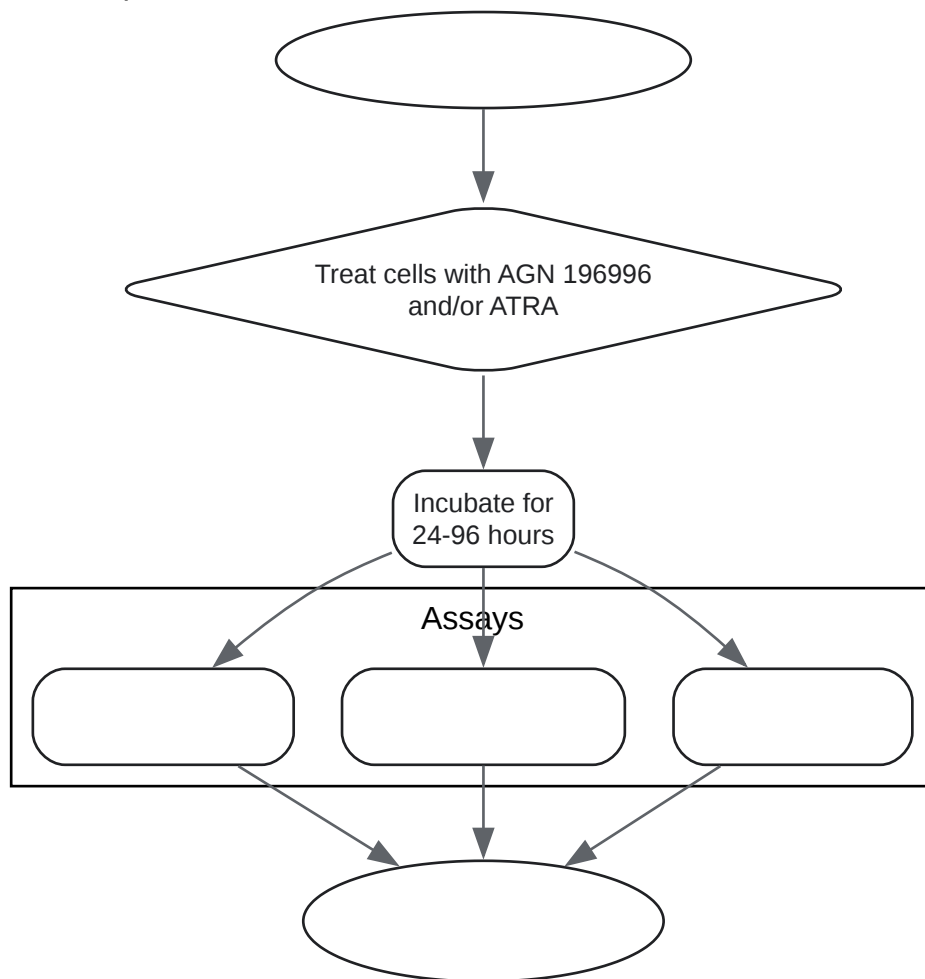 Treat cells with AGN 196996
and/or ATRA
Incubate for
24-96 hours
Assays